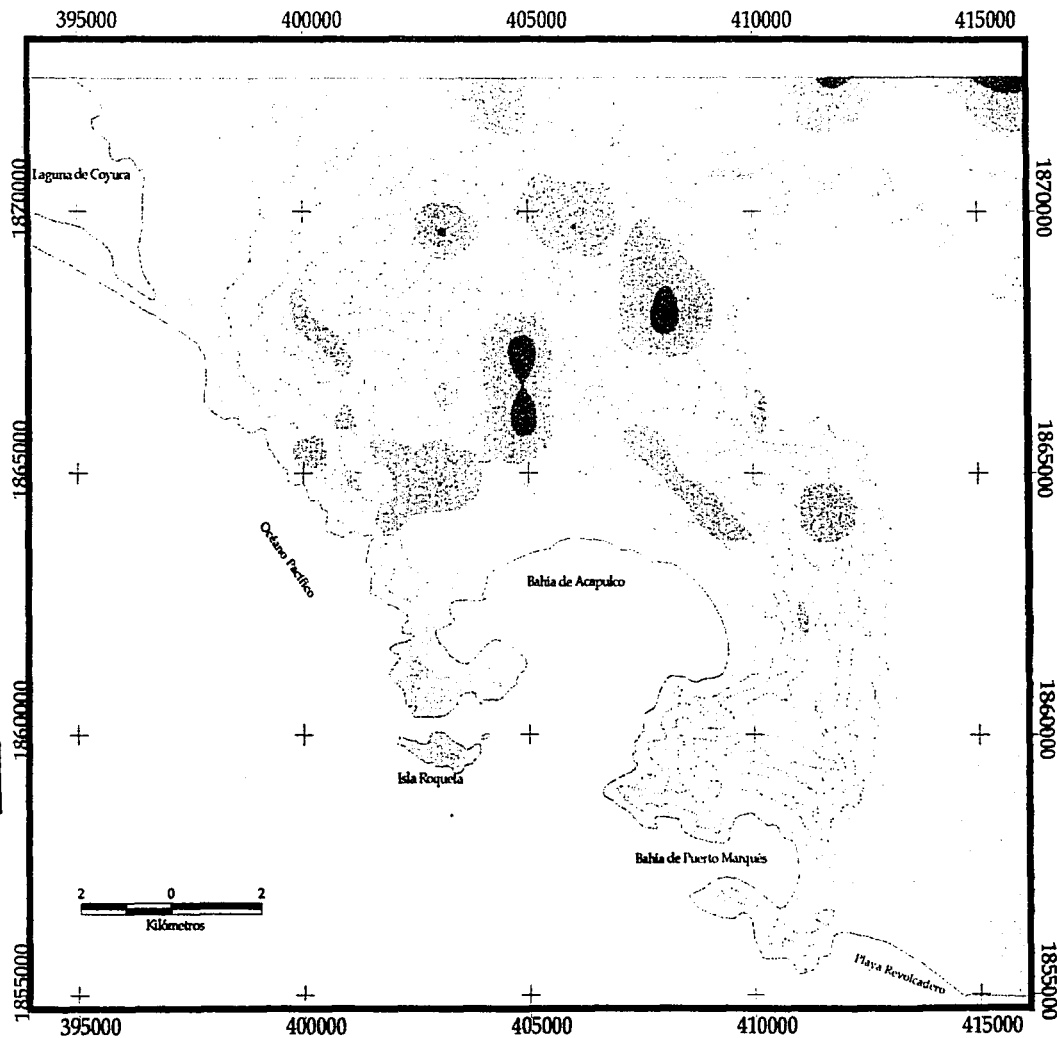 395000 400000 405000 410000 415000
1870000
1870000
Laguna de Coyuca
1865000
1865000
Océano Pacífico
Bahía de Acapulco
1860000
1860000
Isla Roqueta
Bahía de Puerto Marqués
2 0 2
Kilómetros
Playa Revolcadero
1855000
1855000
395000 400000 405000 410000 415000